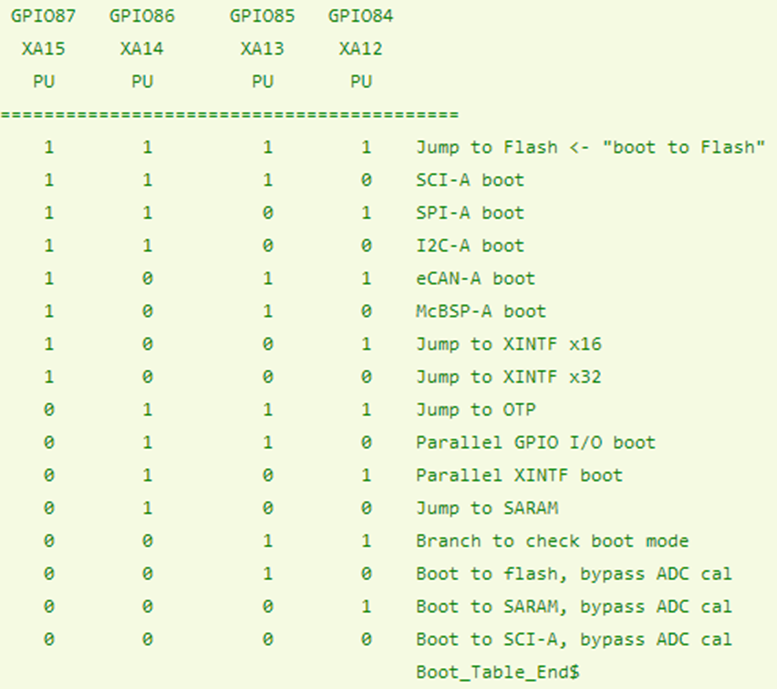 GPIO87 GPIO86 GPIO85 GPIO84
XA15 XA14 XA13 XA12
PU PU PU PU
==========================================
1 1 1 1 Jump to Flash <- "boot to Flash"
1 1 1 0 SCI-A boot
1 1 0 1 SPI-A boot
1 1 0 0 I2C-A boot
1 0 1 1 eCAN-A boot
1 0 1 0 McBSP-A boot
1 0 0 1 Jump to XINTF x16
1 0 0 0 Jump to XINTF x32
0 1 1 1 Jump to OTP
0 1 1 0 Parallel GPIO I/O boot
0 1 0 1 Parallel XINTF boot
0 1 0 0 Jump to SARAM
0 0 1 1 Branch to check boot mode
0 0 1 0 Boot to flash, bypass ADC cal
0 0 0 1 Boot to SARAM, bypass ADC cal
0 0 0 0 Boot to SCI-A, bypass ADC cal
Boot_Table_End$